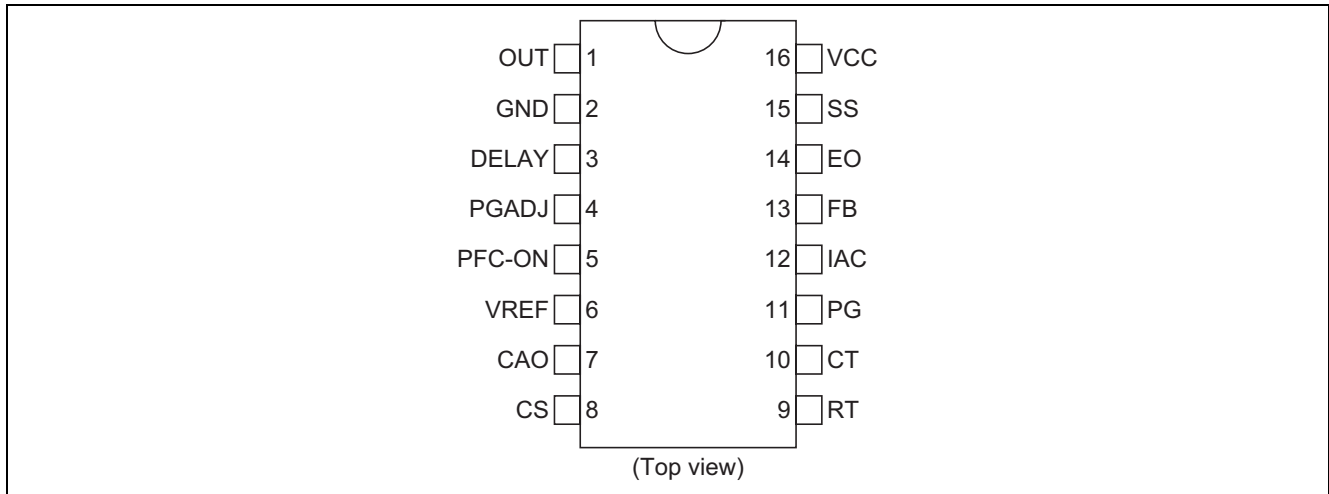 OUT 1 16 VCC
GND 2 15 SS
DELAY 3 14 EO
PGADJ 4 13 FB
PFC-ON 5 12 IAC
VREF 6 11 PG
CAO 7 10 CT
CS 8 9 RT
(Top view)